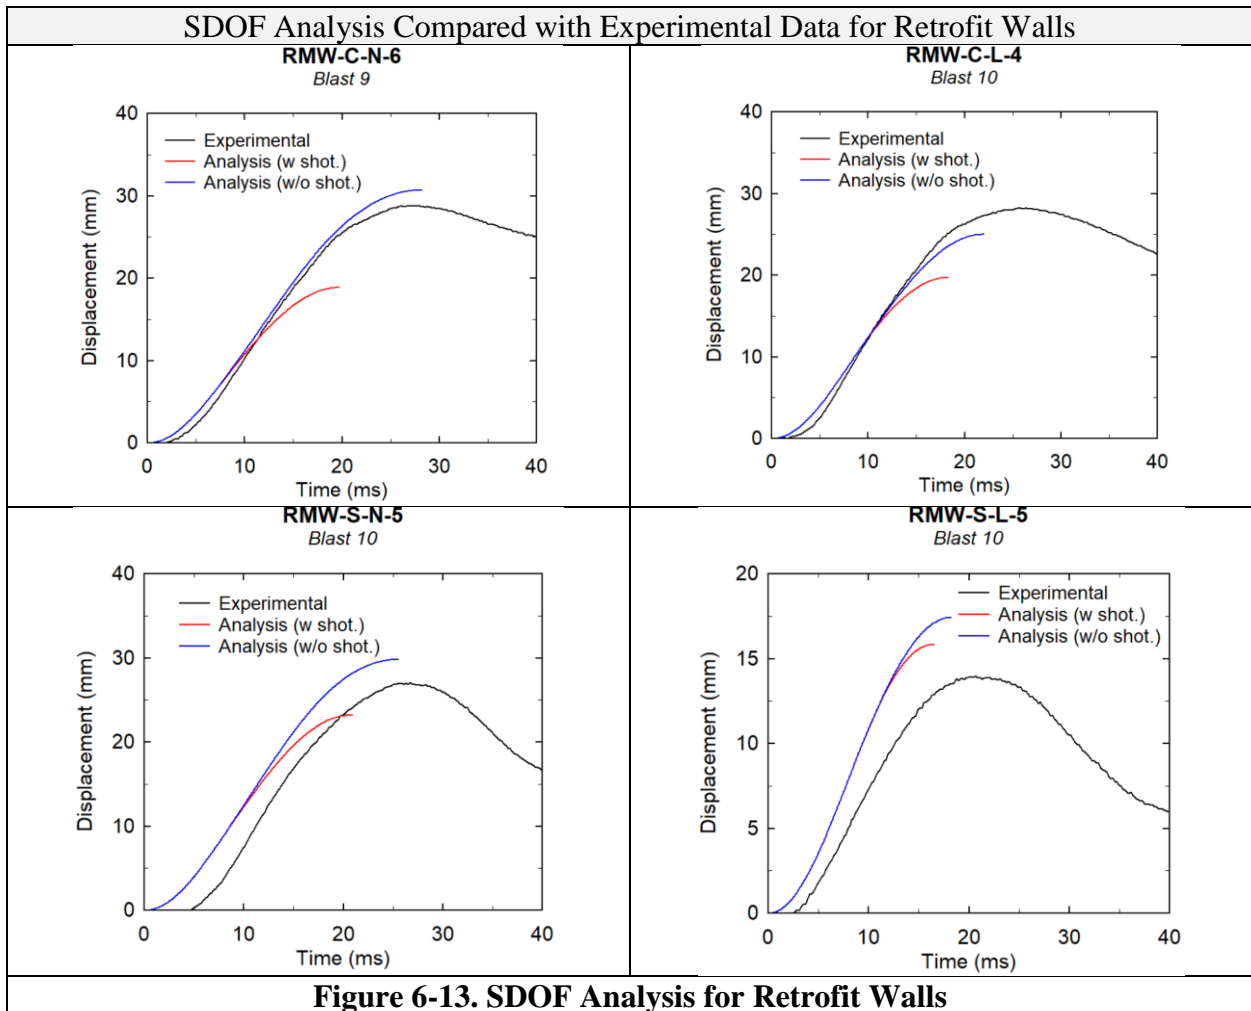 SDOF Analysis Compared with Experimental Data for Retrofit Walls
RMW-C-N-6
Blast 9
40
30
20
10
0
Displacement (mm)
Experimental
Analysis (w shot.)
Analysis (w/o shot.)
0 10 20 30 40
Time (ms)
RMW-C-L-4
Blast 10
40
30
20
10
0
Displacement (mm)
Experimental
Analysis (w shot.)
Analysis (w/o shot.)
0 10 20 30 40
Time (ms)
RMW-S-N-5
Blast 10
40
30
20
10
0
Displacement (mm)
Experimental
Analysis (w shot.)
Analysis (w/o shot.)
0 10 20 30 40
Time (ms)
RMW-S-L-5
Blast 10
20
15
10
5
0
Displacement (mm)
Experimental
Analysis (w shot.)
Analysis (w/o shot.)
0 10 20 30 40
Time (ms)
Figure 6-13. SDOF Analysis for Retrofit Walls